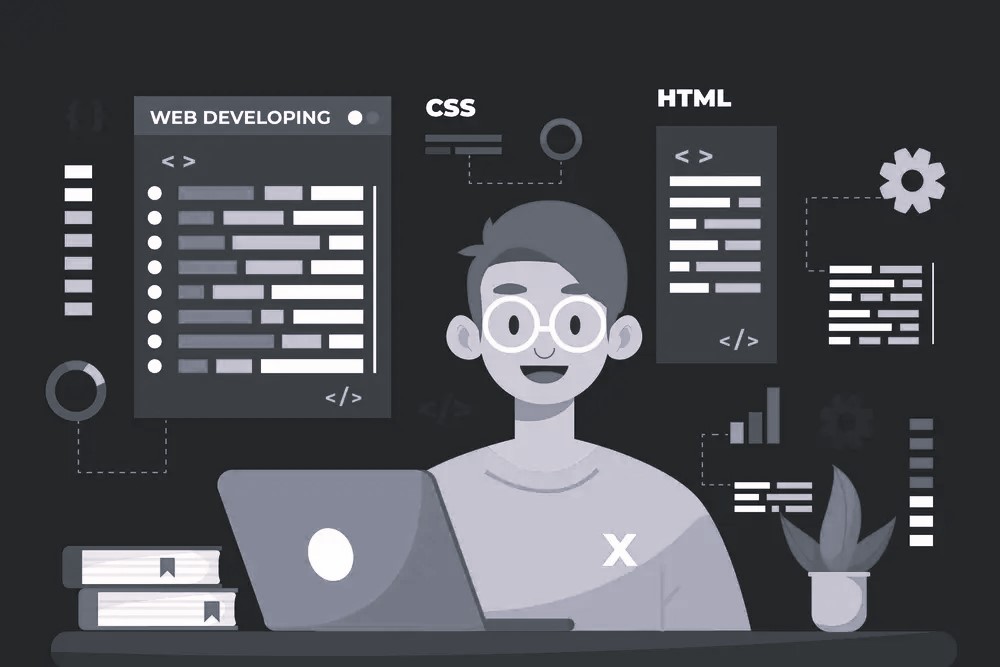 { }
WEB DEVELOPING
< >
</>
CSS
</>
HTML
< >
</>
X